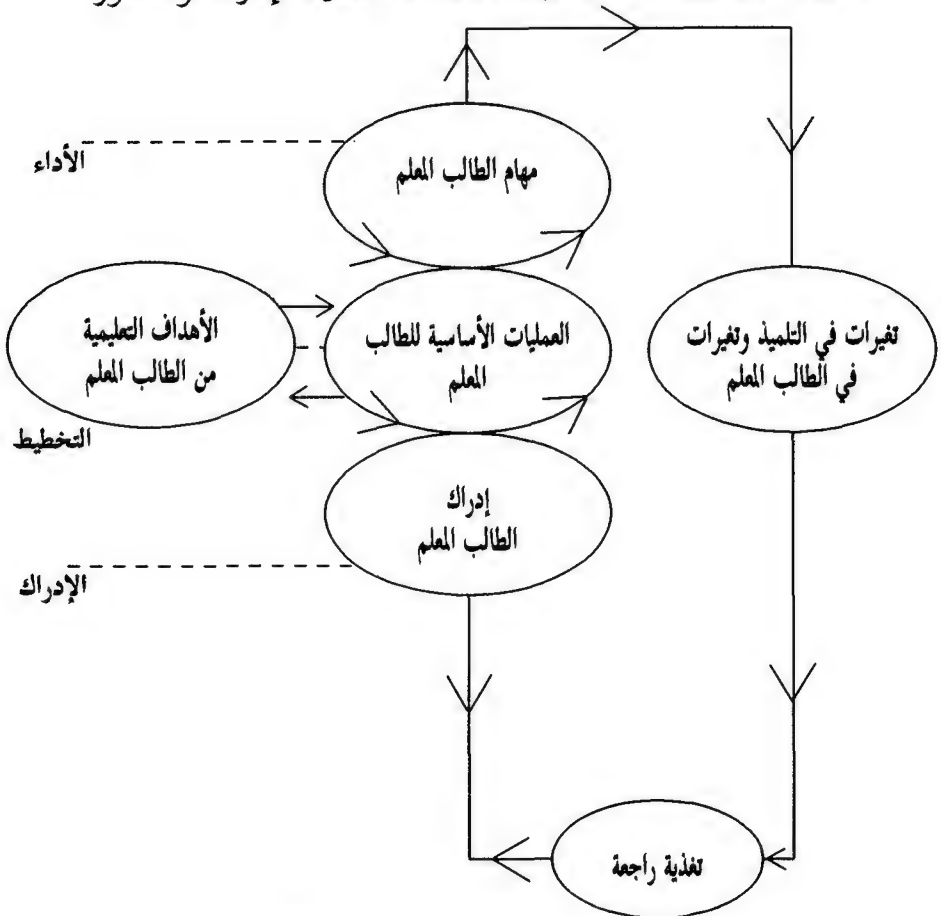 الأداء
مهام الطالب المعلم
الأهداف التعليمية
من الطالب المعلم
العمليات الأساسية للطالب
المعلم
تغيرات في التلميذ وتغيرات
في الطالب المعلم
التخطيط
إدراك
الطالب المعلم
الإدراك
تغذية راجعة